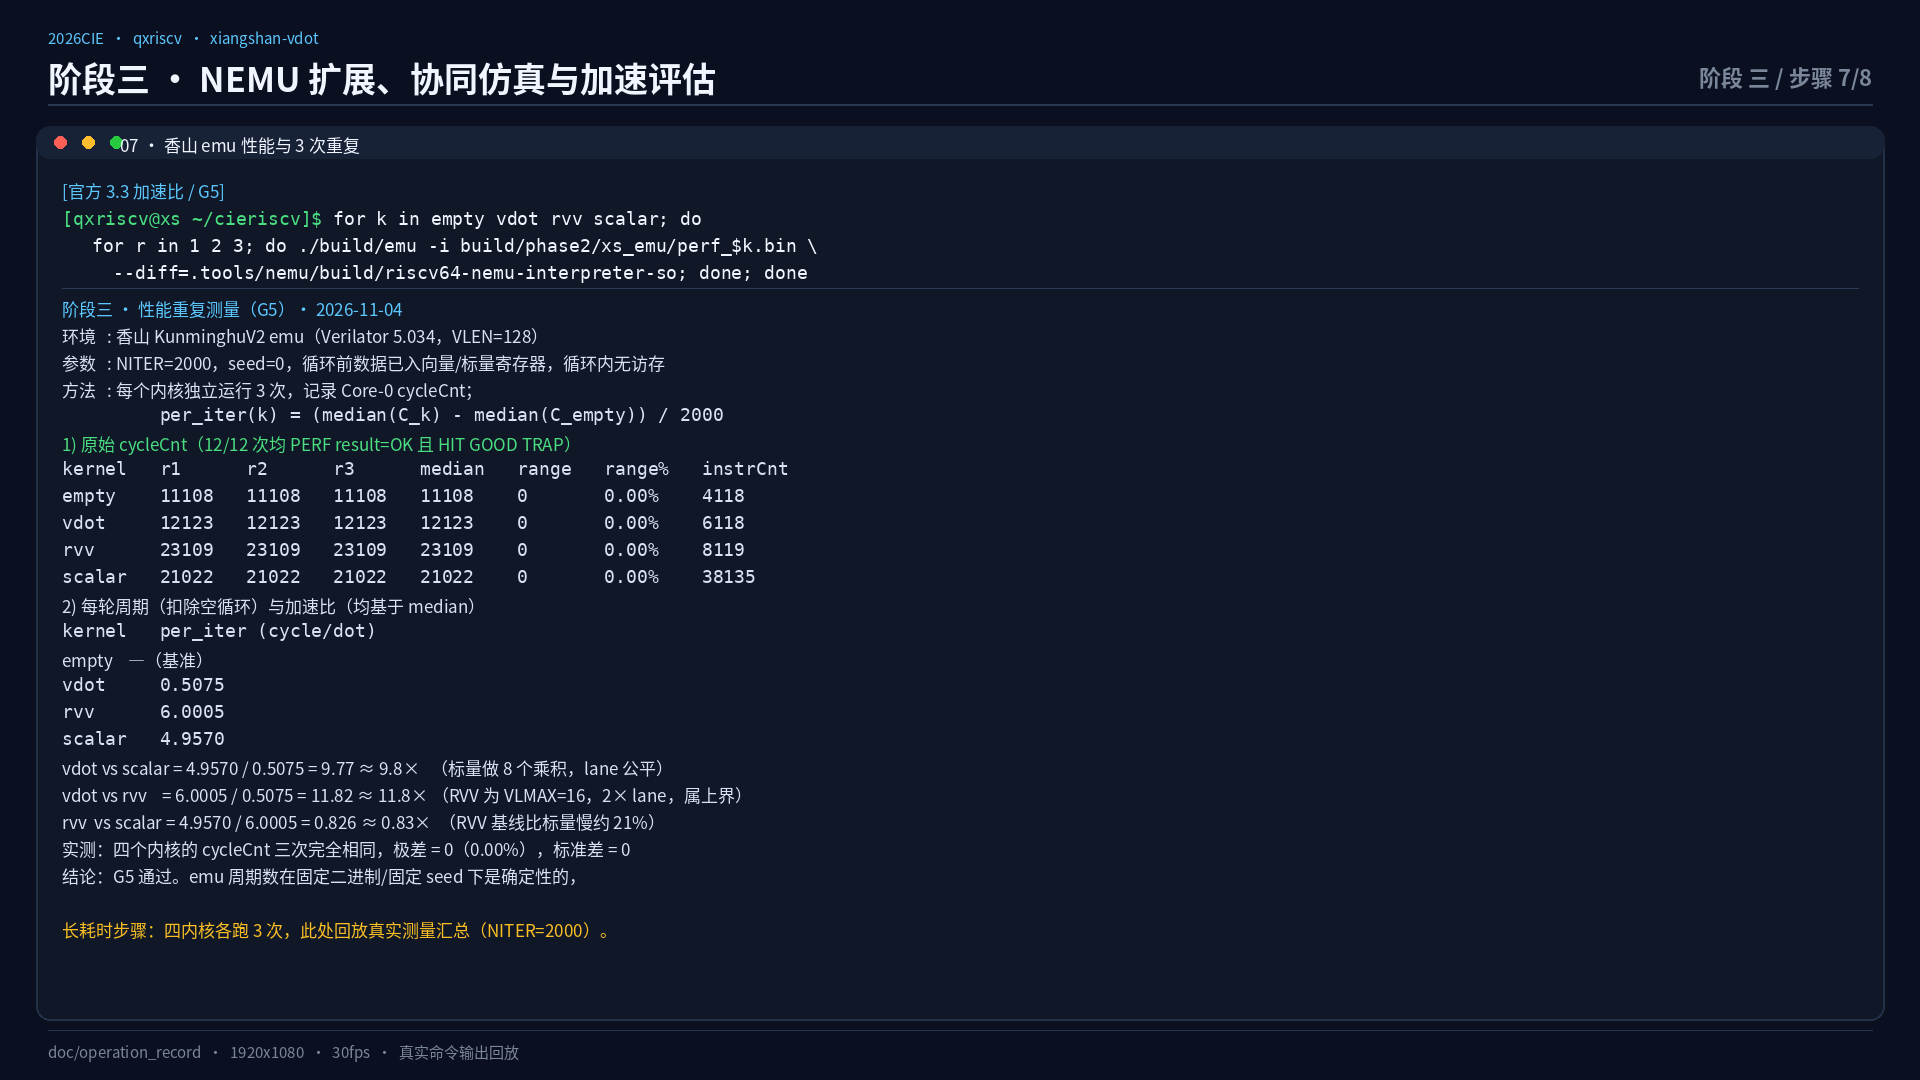 2026CIE · qxriscv · xiangshan-vdot
阶段三 · NEMU 扩展、协同仿真与加速评估
阶段 三 / 步骤 7/8
07 · 香山 emu 性能与 3 次重复
[官方 3.3 加速比 / G5]
[qxriscv@xs ~/cieriscv]$ for k in empty vdot rvv scalar; do
for r in 1 2 3; do ./build/emu -i build/phase2/xs_emu/perf_$k.bin \
--diff=.tools/nemu/build/riscv64-nemu-interpreter-so; done; done
阶段三 · 性能重复测量（G5）· 2026-11-04
环境 : 香山 KunminghuV2 emu（Verilator 5.034，VLEN=128）
参数 : NITER=2000，seed=0，循环前数据已入向量/标量寄存器，循环内无访存
方法 : 每个内核独立运行 3 次，记录 Core-0 cycleCnt；
per_iter(k) = (median(C_k) - median(C_empty)) / 2000
1) 原始 cycleCnt（12/12 次均 PERF result=OK 且 HIT GOOD TRAP）
kernel r1 r2 r3 median range range% instrCnt
empty 11108 11108 11108 11108 0 0.00% 4118
vdot 12123 12123 12123 12123 0 0.00% 6118
rvv 23109 23109 23109 23109 0 0.00% 8119
scalar 21022 21022 21022 21022 0 0.00% 38135
2) 每轮周期（扣除空循环）与加速比（均基于 median）
kernel per_iter (cycle/dot)
empty —（基准）
vdot 0.5075
rvv 6.0005
scalar 4.9570
vdot vs scalar = 4.9570 / 0.5075 = 9.77 ≈ 9.8× （标量做 8 个乘积，lane 公平）
vdot vs rvv = 6.0005 / 0.5075 = 11.82 ≈ 11.8× （RVV 为 VLMAX=16，2× lane，属上界）
rvv vs scalar = 4.9570 / 6.0005 = 0.826 ≈ 0.83× （RVV 基线比标量慢约 21%）
实测：四个内核的 cycleCnt 三次完全相同，极差 = 0（0.00%），标准差 = 0
结论：G5 通过。emu 周期数在固定二进制/固定 seed 下是确定性的，
长耗时步骤：四内核各跑 3 次，此处回放真实测量汇总（NITER=2000）。
doc/operation_record · 1920x1080 · 30fps · 真实命令输出回放